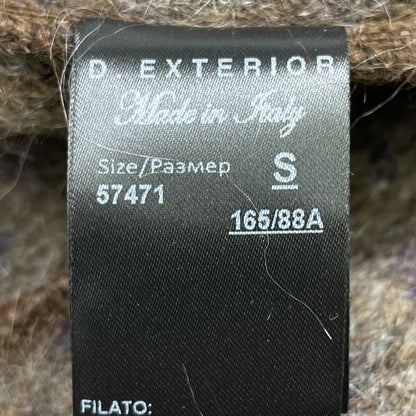 D. EXTERIOR
Made in Italy
Size/Размер S
57471
165/88A
FILATO: